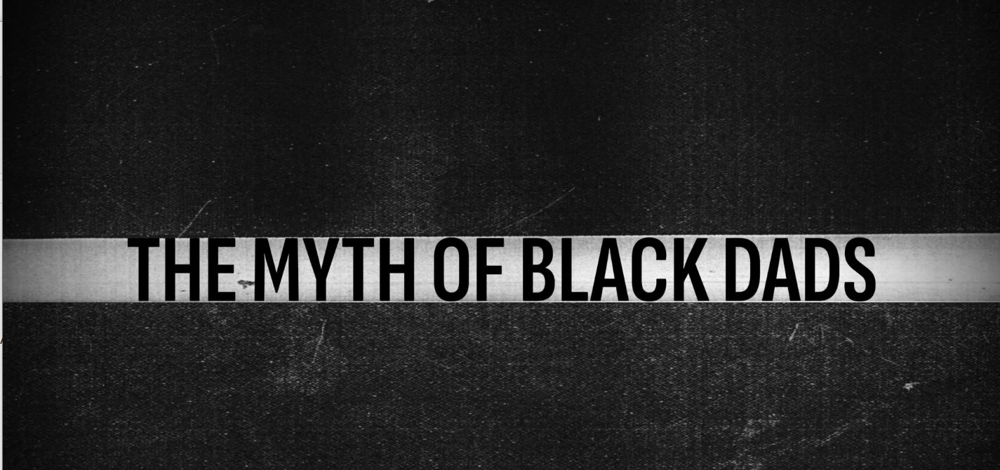 THE MYTH OF BLACK DADS